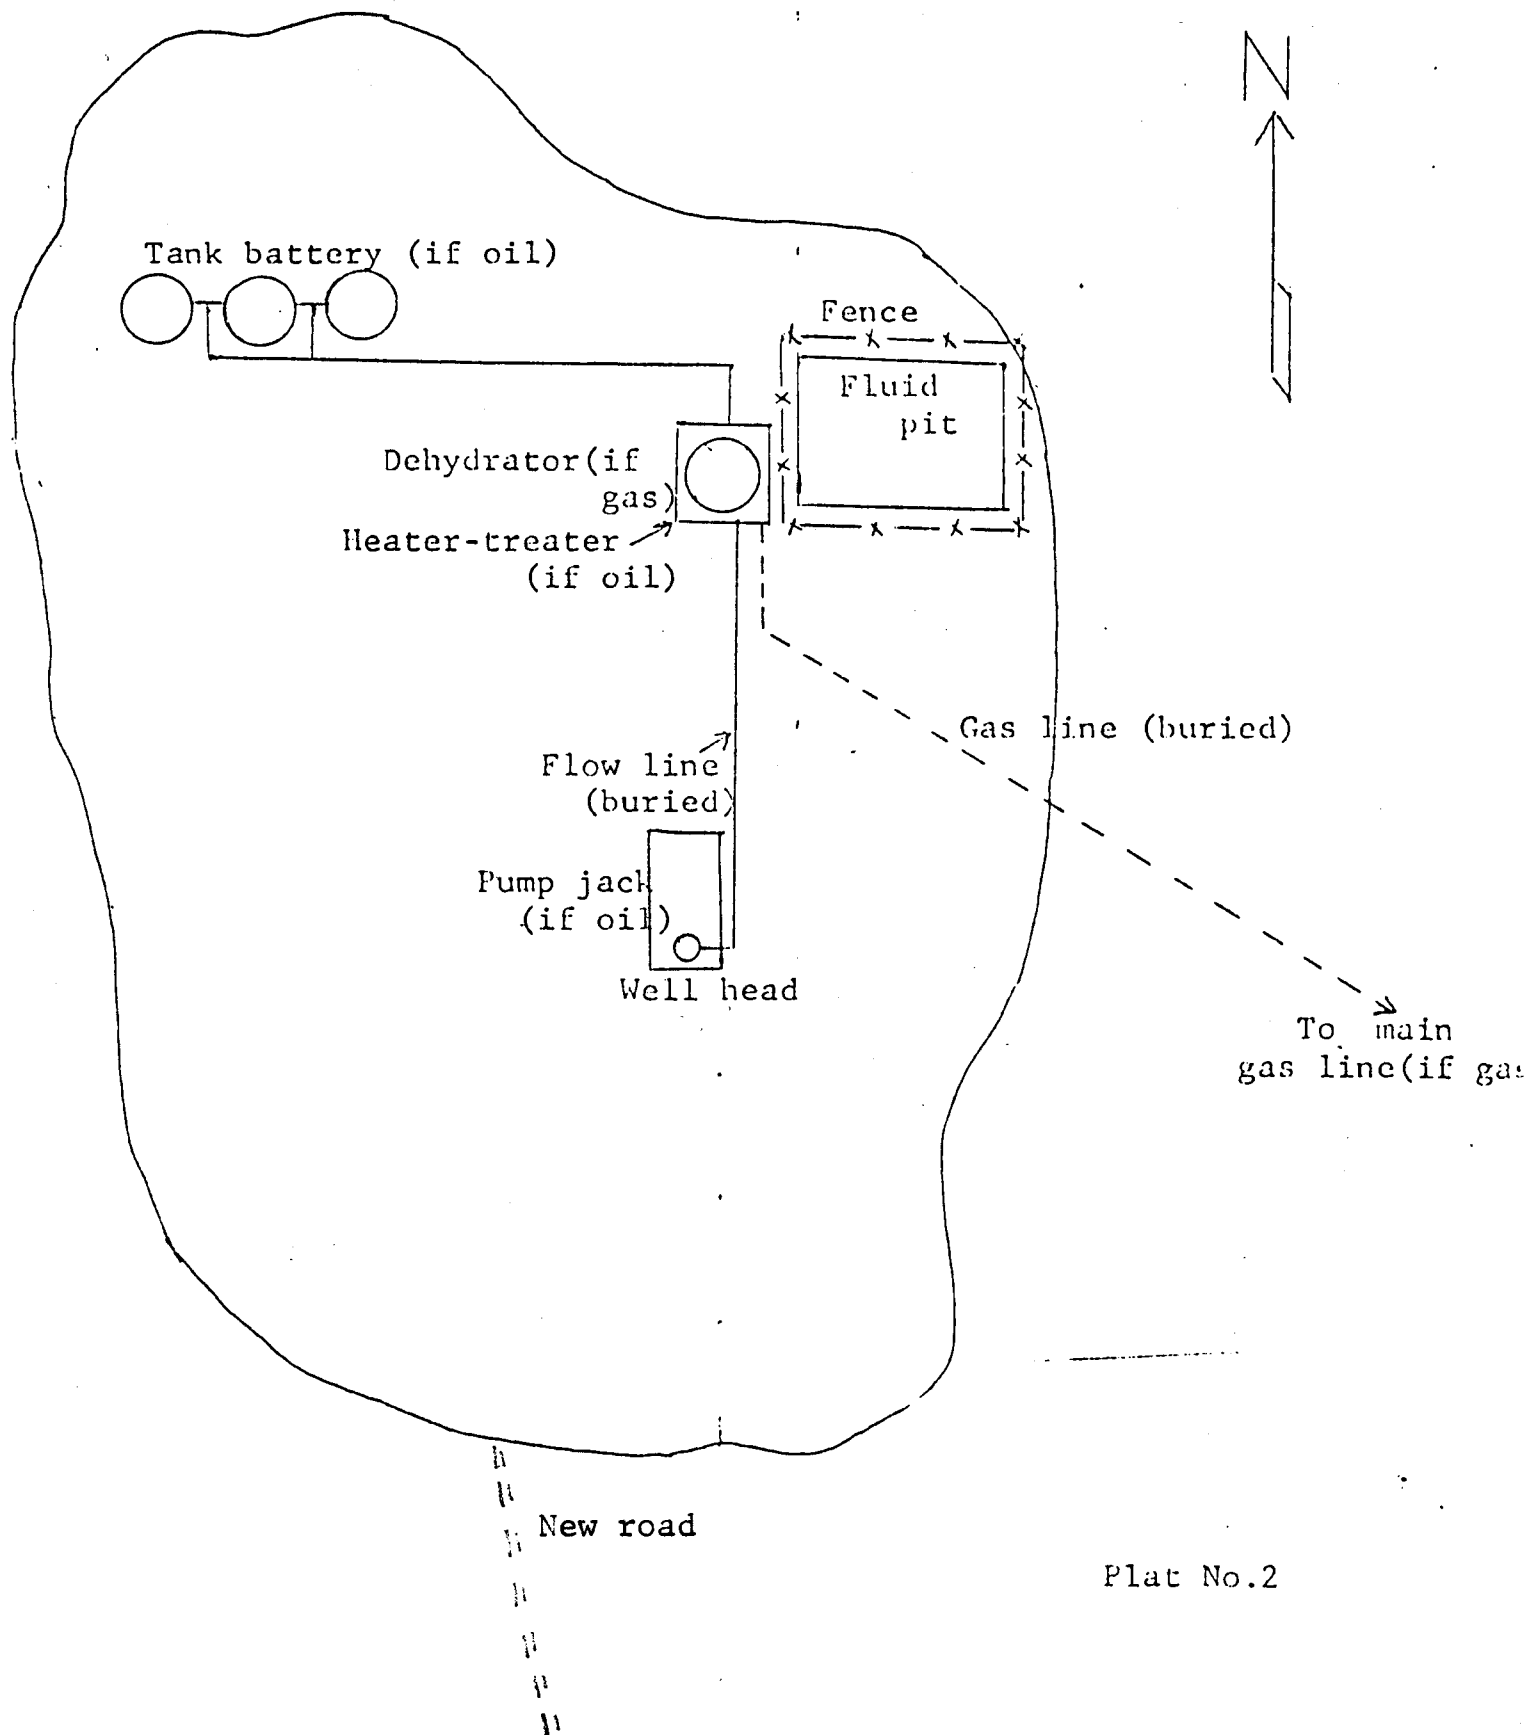 N
Tank battery (if oil)
Fence
Fluid
pit
Dehydrator(if
gas)
Heater-treater
(if oil)
Gas line (buried)
Flow line
(buried)
Pump jack
(if oil)
Well head
To main
gas line(if gas
New road
Plat No.2